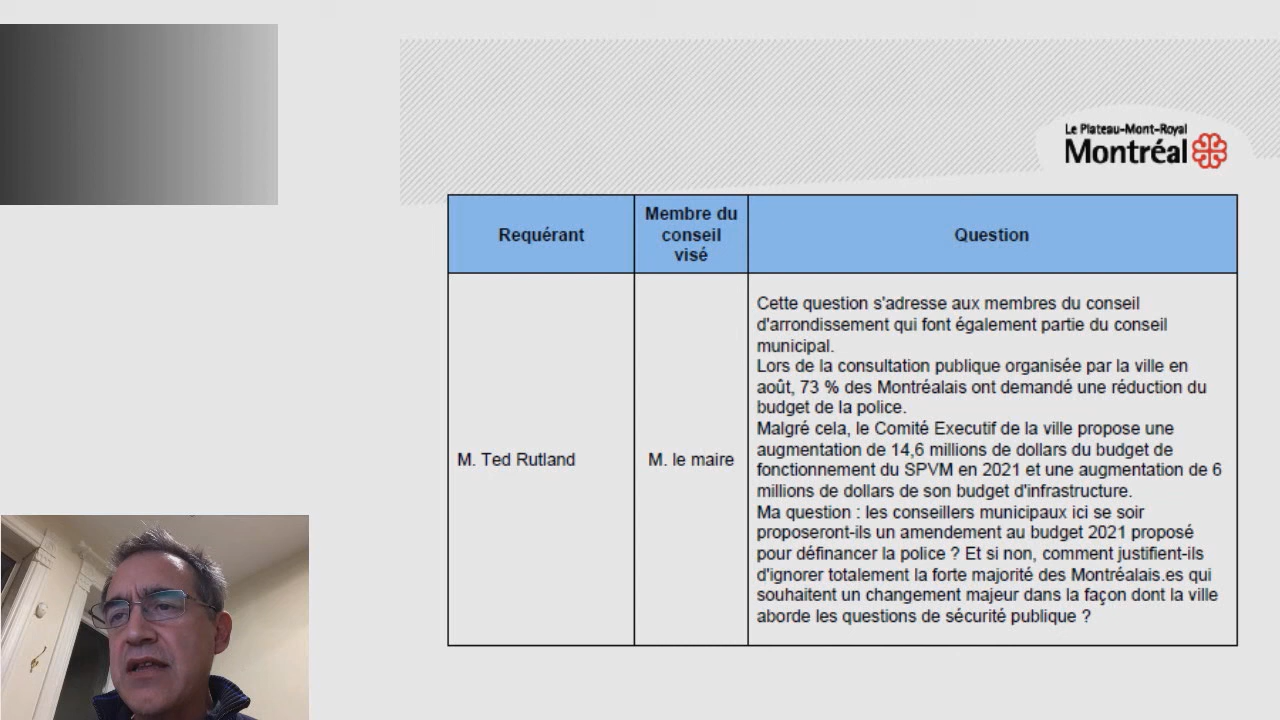 Le Plateau-Mont-Royal
Montréal
Requérant
Membre du
conseil
visé
Question
M. Ted Rutland
M. le maire
Cette question s'adresse aux membres du conseil
d'arrondissement qui font également partie du conseil
municipal.
Lors de la consultation publique organisée par la ville en
août, 73 % des Montréalais ont demandé une réduction du
budget de la police.
Malgré cela, le Comité Executif de la ville propose une
augmentation de 14,6 millions de dollars du budget de
fonctionnement du SPVM en 2021 et une augmentation de 6
millions de dollars de son budget d'infrastructure.
Ma question : les conseillers municipaux ici se soir
proposeront-ils un amendement au budget 2021 proposé
pour définancer la police ? Et si non, comment justifient-ils
d'ignorer totalement la forte majorité des Montréalais.es qui
souhaitent un changement majeur dans la façon dont la ville
aborde les questions de sécurité publique ?